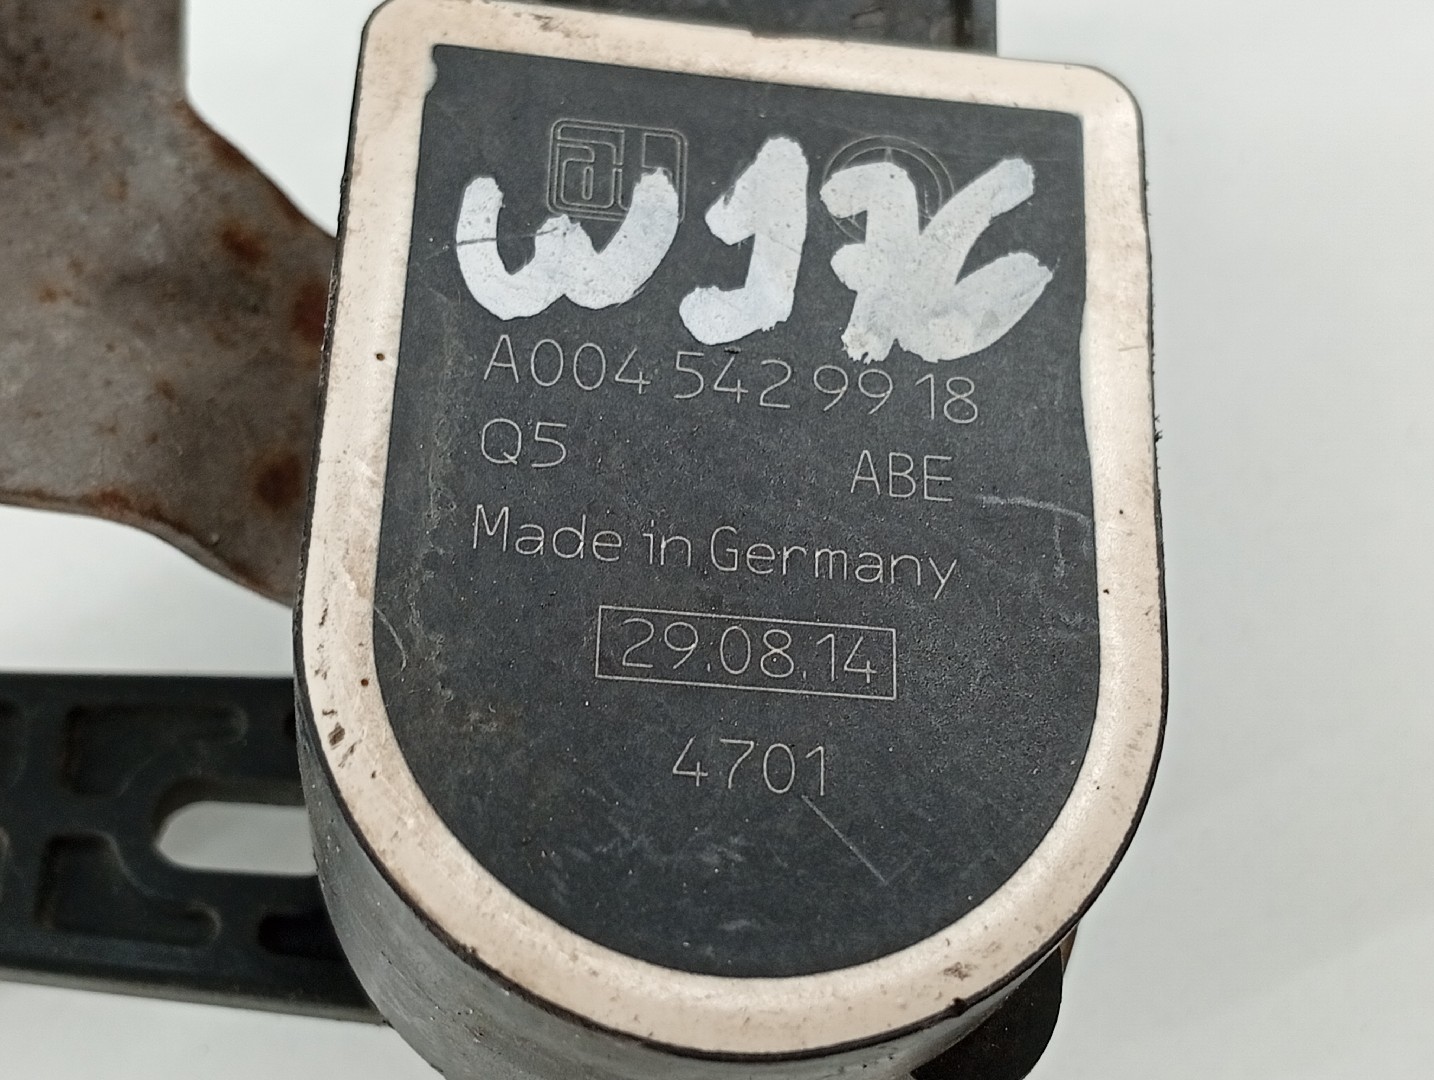 W176
A004 542 99 18
Q5 ABE
Made in Germany
29.08.14
4701